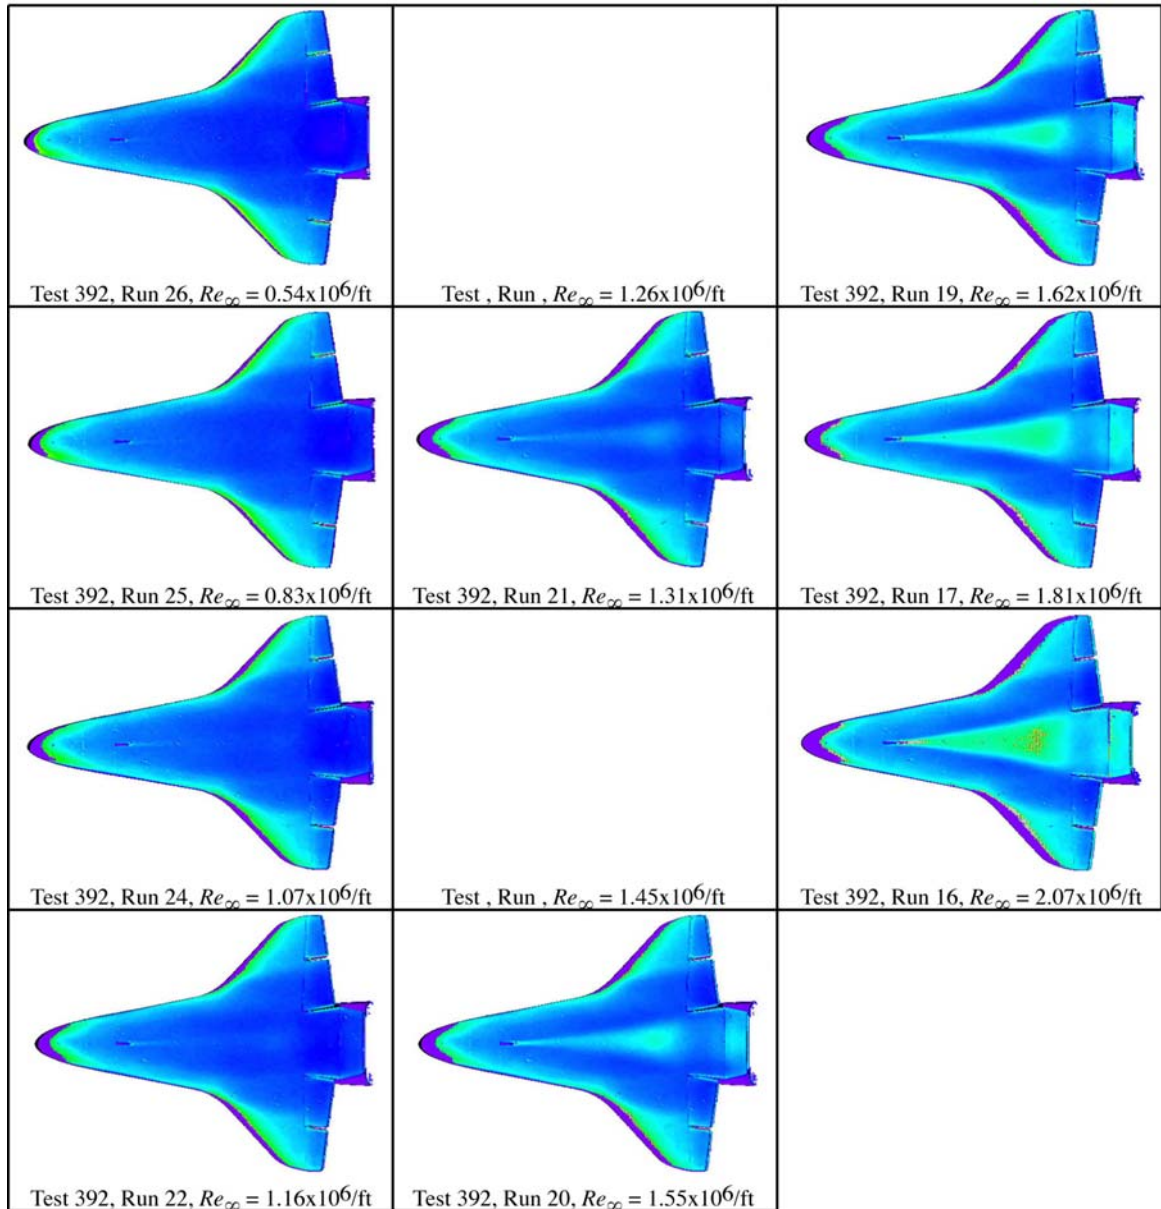 Test 392, Run 26, Re∞ = 0.54x10⁶/ft
Test , Run , Re∞ = 1.26x10⁶/ft
Test 392, Run 19, Re∞ = 1.62x10⁶/ft
Test 392, Run 25, Re∞ = 0.83x10⁶/ft
Test 392, Run 21, Re∞ = 1.31x10⁶/ft
Test 392, Run 17, Re∞ = 1.81x10⁶/ft
Test 392, Run 24, Re∞ = 1.07x10⁶/ft
Test , Run , Re∞ = 1.45x10⁶/ft
Test 392, Run 16, Re∞ = 2.07x10⁶/ft
Test 392, Run 22, Re∞ = 1.16x10⁶/ft
Test 392, Run 20, Re∞ = 1.55x10⁶/ft